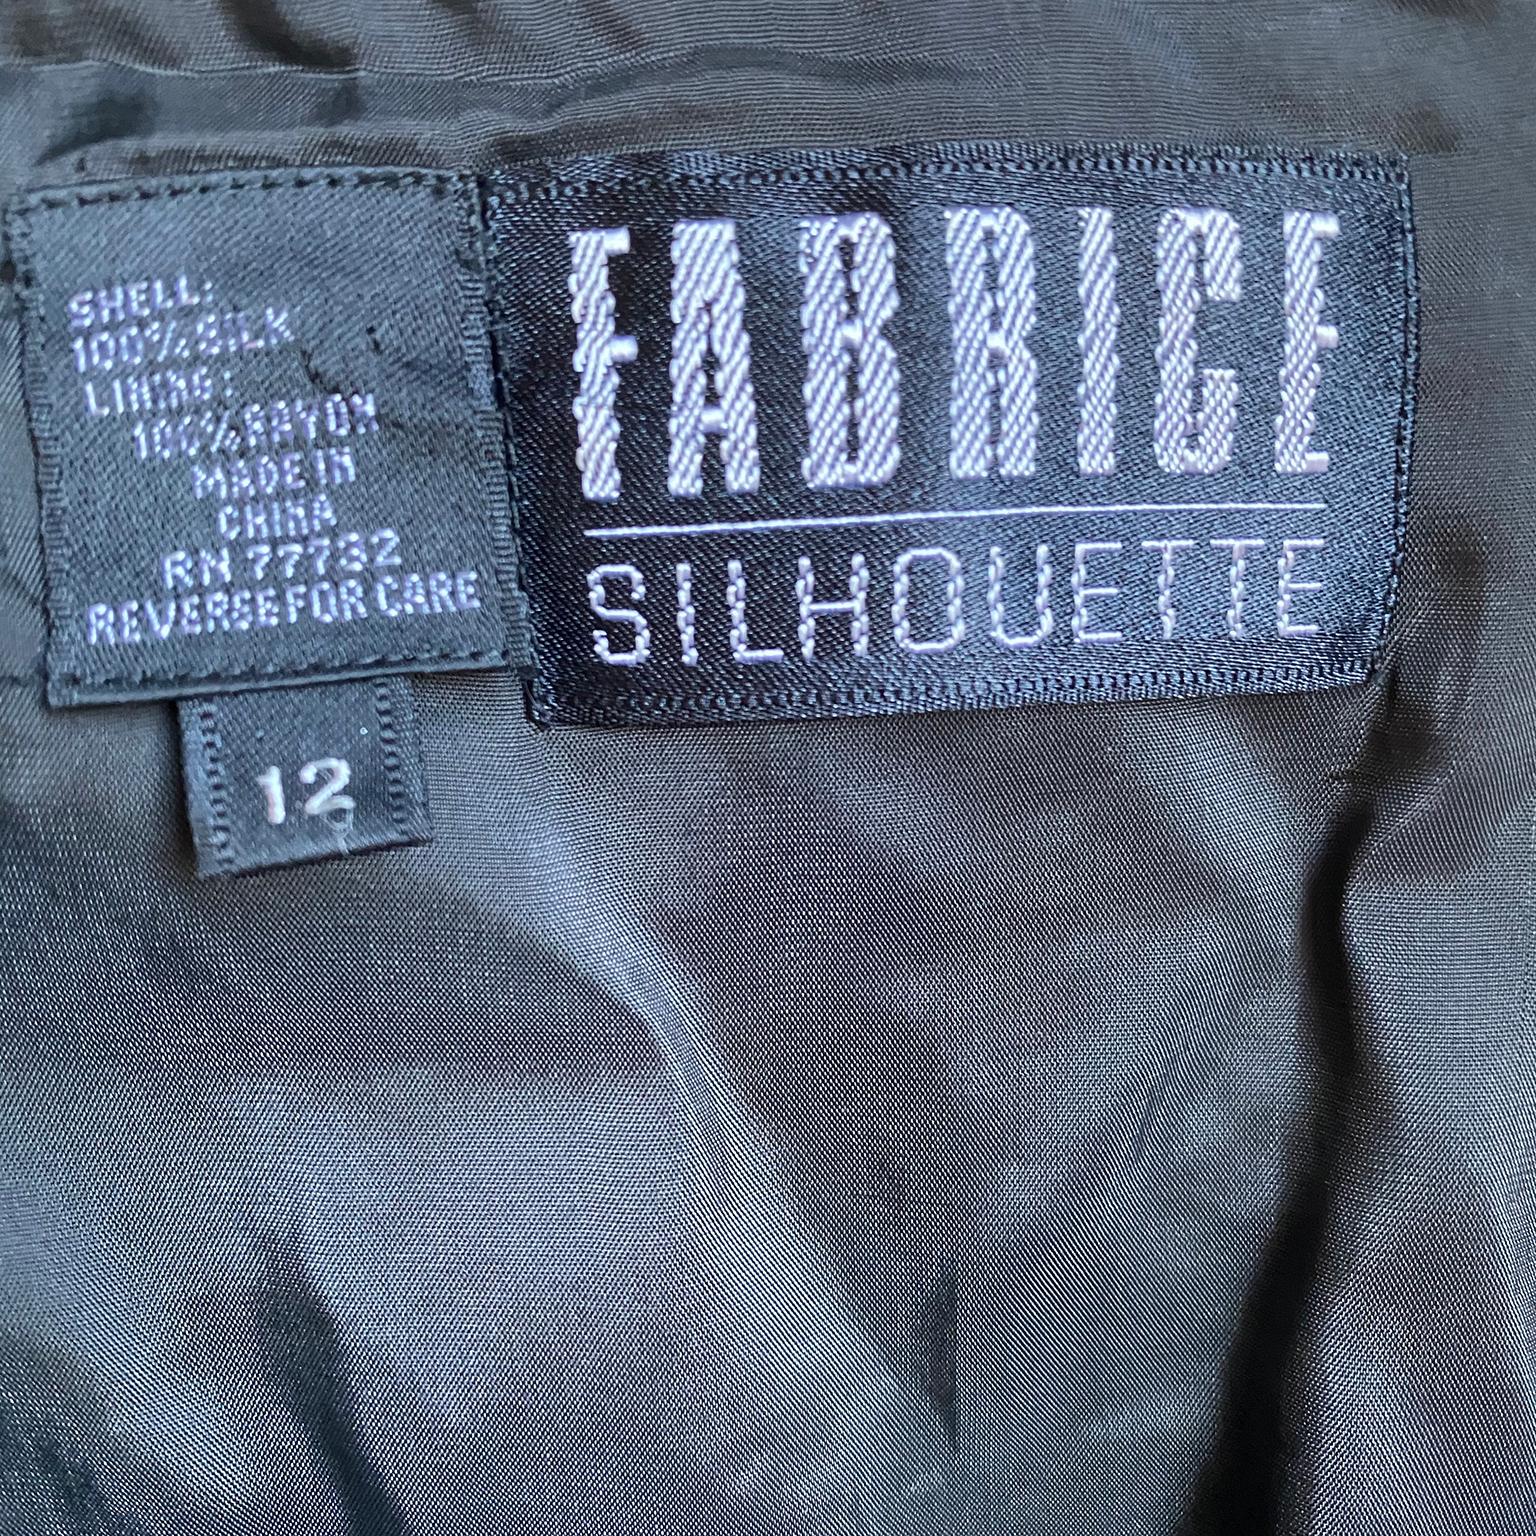 SHELL:
100% SILK
LINING:
100% RAYON
MADE IN
CHINA
RN 77732
REVERSE FOR CARE
12
FABRICE
SILHOUETTE